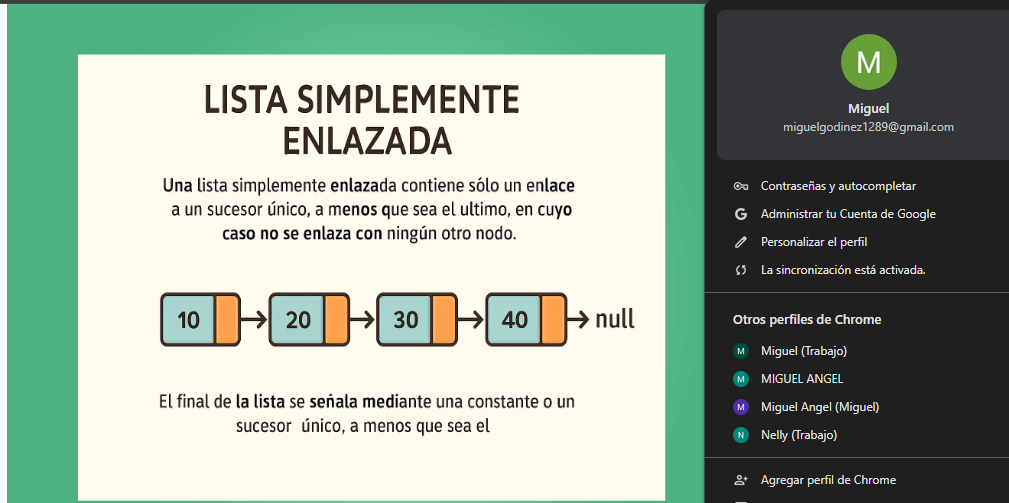 LISTA SIMPLEMENTE
ENLAZADA
Una lista simplemente enlazada contiene sólo un enlace
a un sucesor único, a menos que sea el ultimo, en cuyo
caso no se enlaza con ningún otro nodo.
10 20 30 40 null
El final de la lista se señala mediante una constante o un
sucesor único, a menos que sea el
M
Miguel
miguelgodinez1289@gmail.com
Contraseñas y autocompletar
G Administrar tu Cuenta de Google
Personalizar el perfil
La sincronización está activada.
Otros perfiles de Chrome
M Miguel (Trabajo)
M MIGUEL ANGEL
M Miguel Angel (Miguel)
N Nelly (Trabajo)
Agregar perfil de Chrome